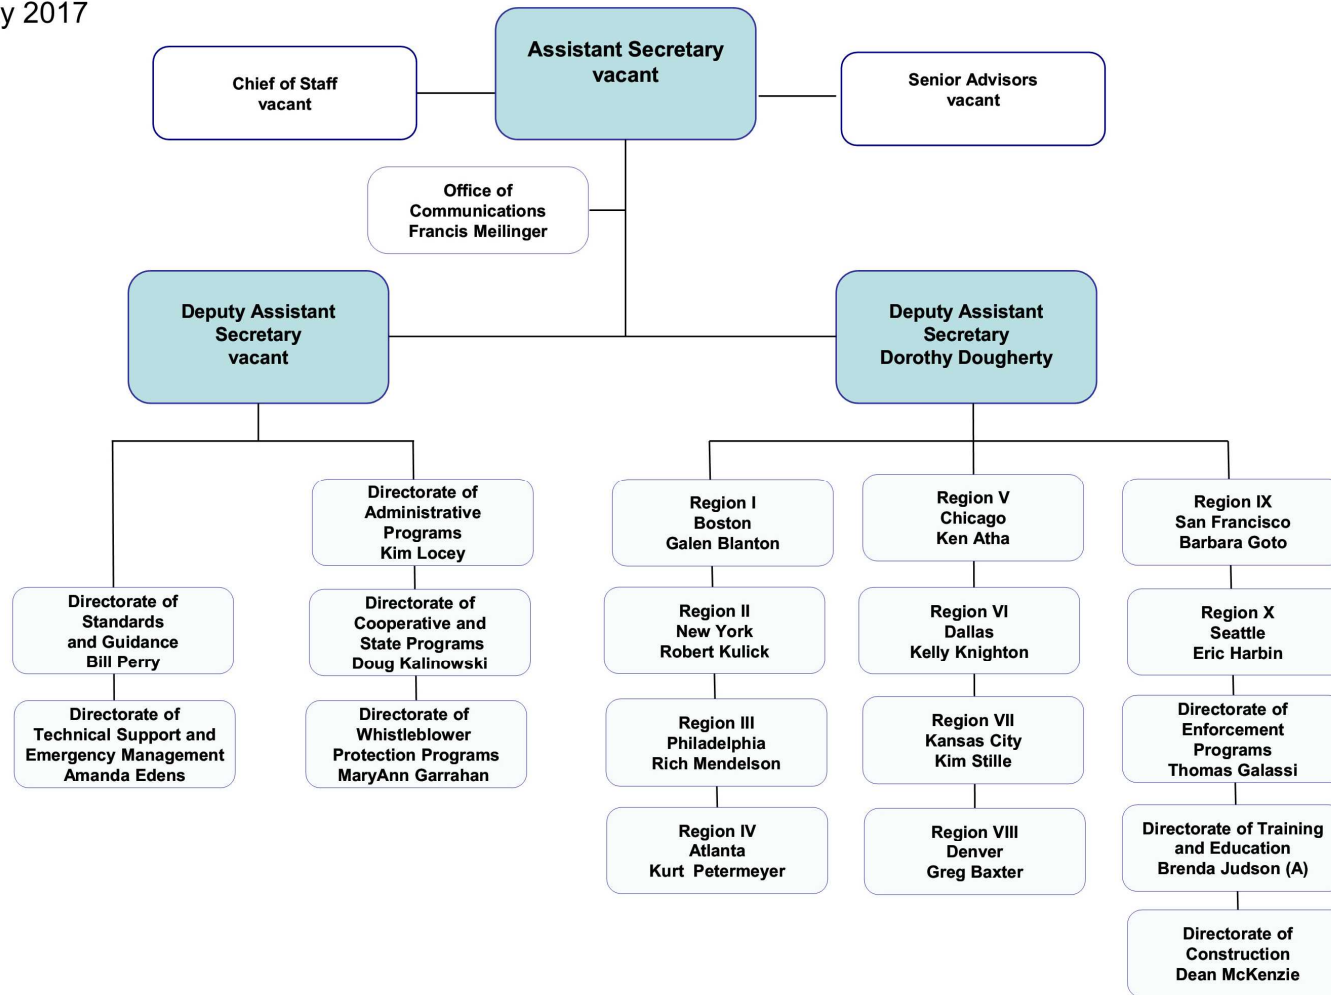 y 2017
Assistant Secretary
vacant
Chief of Staff
vacant
Senior Advisors
vacant
Office of
Communications
Francis Meilinger
Deputy Assistant
Secretary
vacant
Deputy Assistant
Secretary
Dorothy Dougherty
Directorate of
Standards
and Guidance
Bill Perry
Directorate of
Technical Support and
Emergency Management
Amanda Edens
Directorate of
Administrative
Programs
Kim Locey
Directorate of
Cooperative and
State Programs
Doug Kalinowski
Directorate of
Whistleblower
Protection Programs
MaryAnn Garrahan
Region I
Boston
Galen Blanton
Region II
New York
Robert Kulick
Region III
Philadelphia
Rich Mendelson
Region IV
Atlanta
Kurt Petermeyer
Region V
Chicago
Ken Atha
Region VI
Dallas
Kelly Knighton
Region VII
Kansas City
Kim Stille
Region VIII
Denver
Greg Baxter
Region IX
San Francisco
Barbara Goto
Region X
Seattle
Eric Harbin
Directorate of
Enforcement
Programs
Thomas Galassi
Directorate of Training
and Education
Brenda Judson (A)
Directorate of
Construction
Dean McKenzie